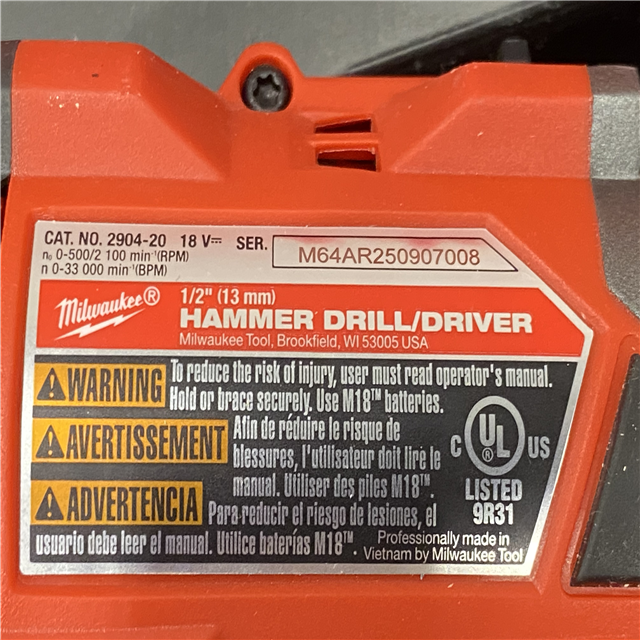 CAT. NO. 2904-20 18 V⎓ SER. M64AR250907008
n₀ 0-500/2 100 min⁻¹(RPM)
n 0-33 000 min⁻¹(BPM)
Milwaukee®
1/2" (13 mm)
HAMMER DRILL/DRIVER
Milwaukee Tool, Brookfield, WI 53005 USA
WARNING To reduce the risk of injury, user must read operator's manual.
Hold or brace securely. Use M18™ batteries.
AVERTISSEMENT Afin de réduire le risque de
blessures, l'utilisateur doit lire le
manual. Utiliser des piles M18™.
ADVERTENCIA Para reducir el riesgo de lesiones, el
usuario debe leer el manual. Utilice baterías M18™.
C UL® US
LISTED
9R31
Professionally made in
Vietnam by Milwaukee Tool